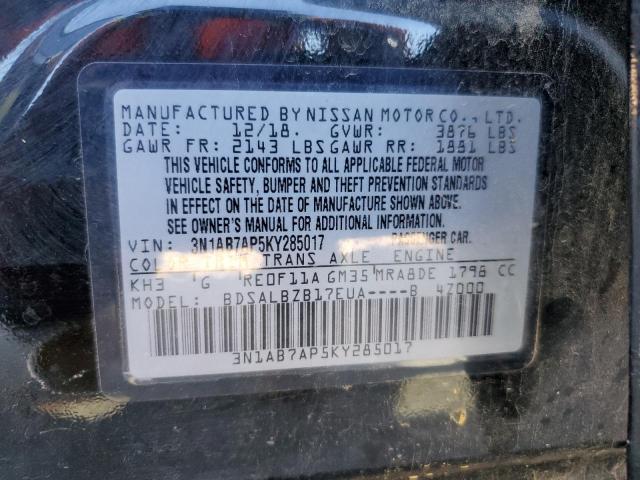 MANUFACTURED BY NISSAN MOTOR CO., LTD.
DATE: 12/18. GVWR: 3876 LBS
GAWR FR: 2143 LBS GAWR RR: 1881 LBS
THIS VEHICLE CONFORMS TO ALL APPLICABLE FEDERAL MOTOR
VEHICLE SAFETY, BUMPER AND THEFT PREVENTION STANDARDS
IN EFFECT ON THE DATE OF MANUFACTURE SHOWN ABOVE.
SEE OWNER'S MANUAL FOR ADDITIONAL INFORMATION.
VIN: 3N1AB7AP5KY285017 PASSENGER CAR.
COLOR TRIM TRANS AXLE ENGINE
KH3 'G 'RE0F11A GM35'MRA8DE 1798 CC
MODEL: BDSALBZB17EUA----B 4Z000
3N1AB7AP5KY285017